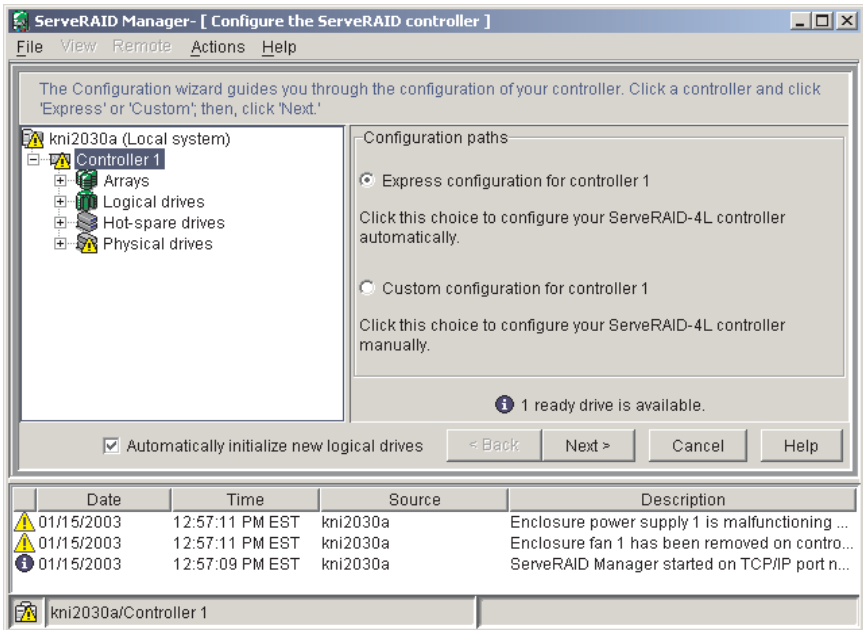 ServeRAID Manager- [ Configure the ServeRAID controller ]
File View Remote Actions Help
The Configuration wizard guides you through the configuration of your controller. Click a controller and click
'Express' or 'Custom'; then, click 'Next.'
kni2030a (Local system)
Controller 1
Arrays
Logical drives
Hot-spare drives
Physical drives
Configuration paths
Express configuration for controller 1
Click this choice to configure your ServeRAID-4L controller
automatically.
Custom configuration for controller 1
Click this choice to configure your ServeRAID-4L controller
manually.
1 ready drive is available.
Automatically initialize new logical drives
< Back Next > Cancel Help
Date Time Source Description
01/15/2003 12:57:11 PM EST kni2030a Enclosure power supply 1 is malfunctioning ...
01/15/2003 12:57:11 PM EST kni2030a Enclosure fan 1 has been removed on contro...
01/15/2003 12:57:09 PM EST kni2030a ServeRAID Manager started on TCP/IP port n...
kni2030a/Controller 1